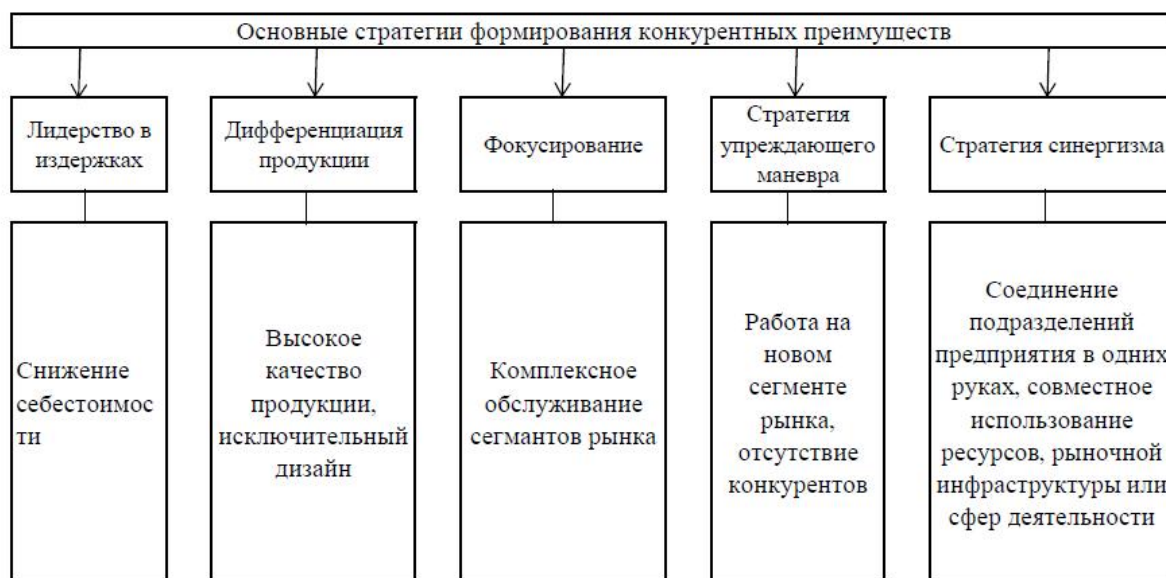 Основные стратегии формирования конкурентных преимуществ
Лидерство в
издержках
Дифференциация
продукции
Фокусирование
Стратегия
упреждающего
маневра
Стратегия синергизма
Снижение
себестоимос
ти
Высокое
качество
продукции,
исключительный
дизайн
Комплексное
обслуживание
сегмантов рынка
Работа на
новом
сегменте
рынка,
отсутствие
конкурентов
Соединение
подразделений
предприятия в одних
руках, совместное
использование
ресурсов, рыночной
инфраструктуры или
сфер деятельности